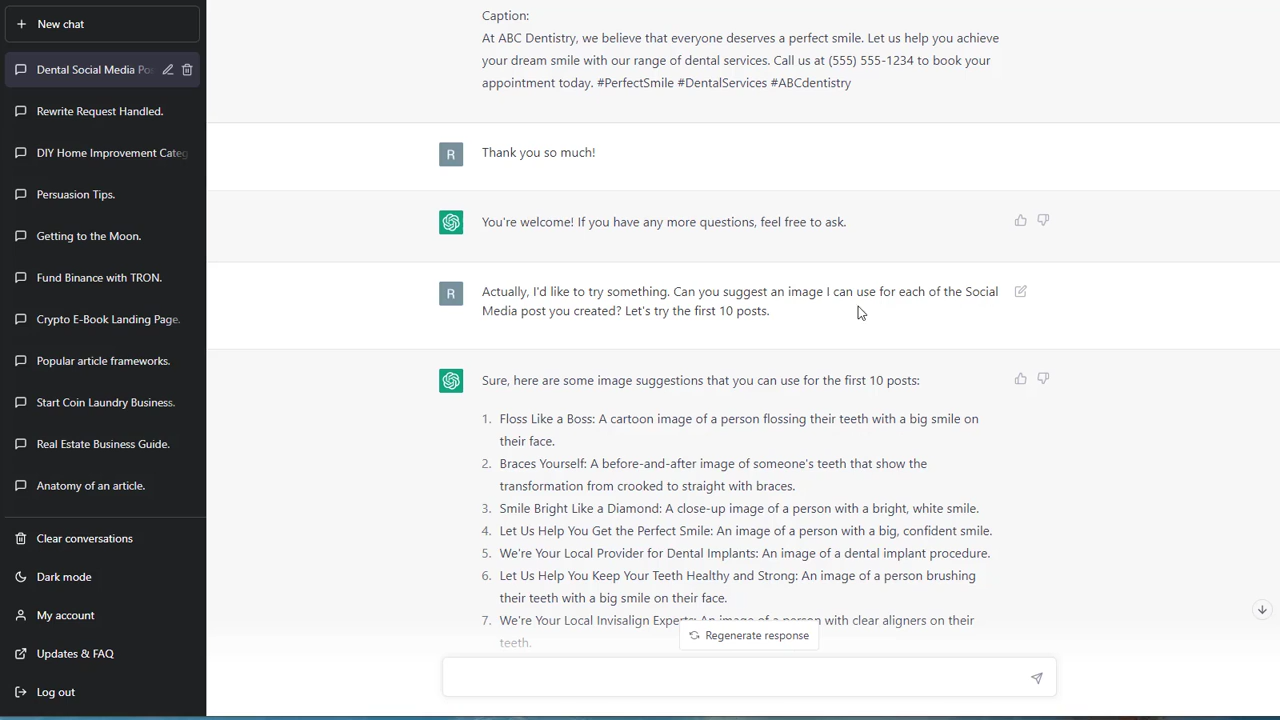 New chat
Dental Social Media Po
Rewrite Request Handled.
DIY Home Improvement Categ
Persuasion Tips.
Getting to the Moon.
Fund Binance with TRON.
Crypto E-Book Landing Page.
Popular article frameworks.
Start Coin Laundry Business.
Real Estate Business Guide.
Anatomy of an article.
Clear conversations
Dark mode
My account
Updates & FAQ
Log out
Caption:
At ABC Dentistry, we believe that everyone deserves a perfect smile. Let us help you achieve
your dream smile with our range of dental services. Call us at (555) 555-1234 to book your
appointment today. #PerfectSmile #DentalServices #ABCdentistry
R
Thank you so much!
You're welcome! If you have any more questions, feel free to ask.
R
Actually, I'd like to try something. Can you suggest an image I can use for each of the Social
Media post you created? Let's try the first 10 posts.
Sure, here are some image suggestions that you can use for the first 10 posts:
1. Floss Like a Boss: A cartoon image of a person flossing their teeth with a big smile on
their face.
2. Braces Yourself: A before-and-after image of someone's teeth that show the
transformation from crooked to straight with braces.
3. Smile Bright Like a Diamond: A close-up image of a person with a bright, white smile.
4. Let Us Help You Get the Perfect Smile: An image of a person with a big, confident smile.
5. We're Your Local Provider for Dental Implants: An image of a dental implant procedure.
6. Let Us Help You Keep Your Teeth Healthy and Strong: An image of a person brushing
their teeth with a big smile on their face.
7. We're Your Local Invisalign Experts: An image of a person with clear aligners on their
teeth.
Regenerate response